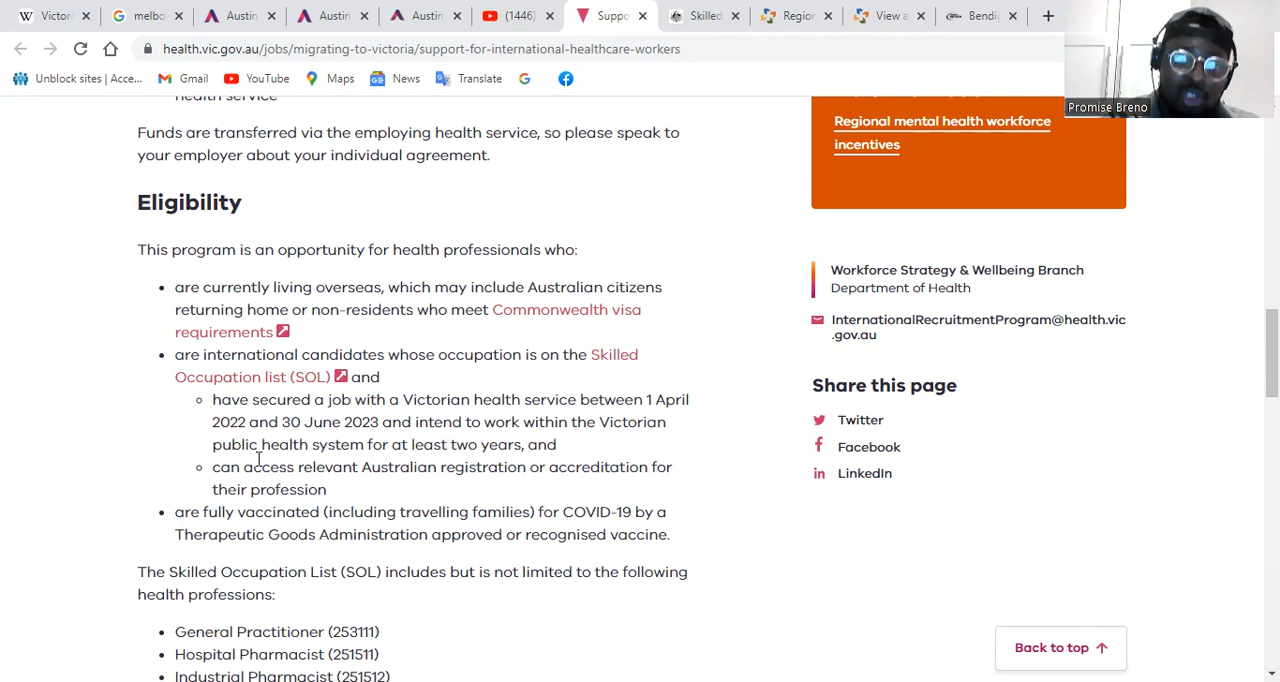 Victor
melbo
Austin
Austin
Austin
(1446)
Suppo
Skilled
Region
View a
Bendig
health.vic.gov.au/jobs/migrating-to-victoria/support-for-international-healthcare-workers
Unblock sites | Acce...
Gmail
YouTube
Maps
News
Translate
Promise Breno
health service
Funds are transferred via the employing health service, so please speak to
your employer about your individual agreement.
Eligibility
This program is an opportunity for health professionals who:
are currently living overseas, which may include Australian citizens
returning home or non-residents who meet Commonwealth visa
requirements
are international candidates whose occupation is on the Skilled
Occupation list (SOL) and
have secured a job with a Victorian health service between 1 April
2022 and 30 June 2023 and intend to work within the Victorian
public health system for at least two years, and
can access relevant Australian registration or accreditation for
their profession
are fully vaccinated (including travelling families) for COVID-19 by a
Therapeutic Goods Administration approved or recognised vaccine.
The Skilled Occupation List (SOL) includes but is not limited to the following
health professions:
General Practitioner (253111)
Hospital Pharmacist (251511)
Industrial Pharmacist (251512)
Regional mental health workforce
incentives
Workforce Strategy & Wellbeing Branch
Department of Health
InternationalRecruitmentProgram@health.vic
.gov.au
Share this page
Twitter
Facebook
LinkedIn
Back to top